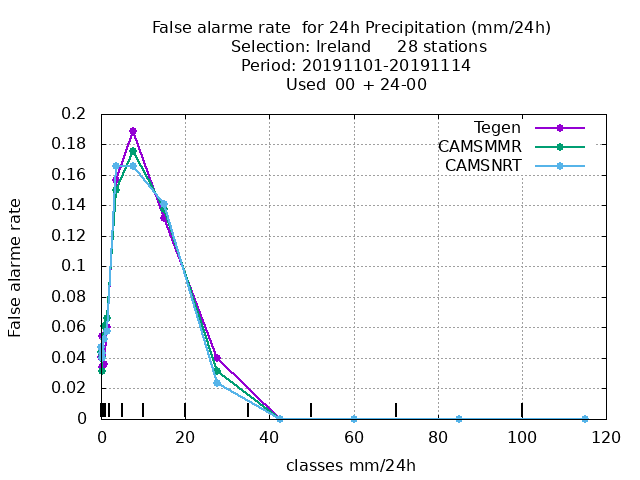 False alarme rate  for 24h Precipitation (mm/24h)
Selection: Ireland     28 stations
Period: 20191101-20191114
Used  00 + 24-00
Tegen
CAMSMMR
CAMSNRT
False alarme rate
0.2
0.18
0.16
0.14
0.12
0.1
0.08
0.06
0.04
0.02
0
0 20 40 60 80 100 120
classes mm/24h